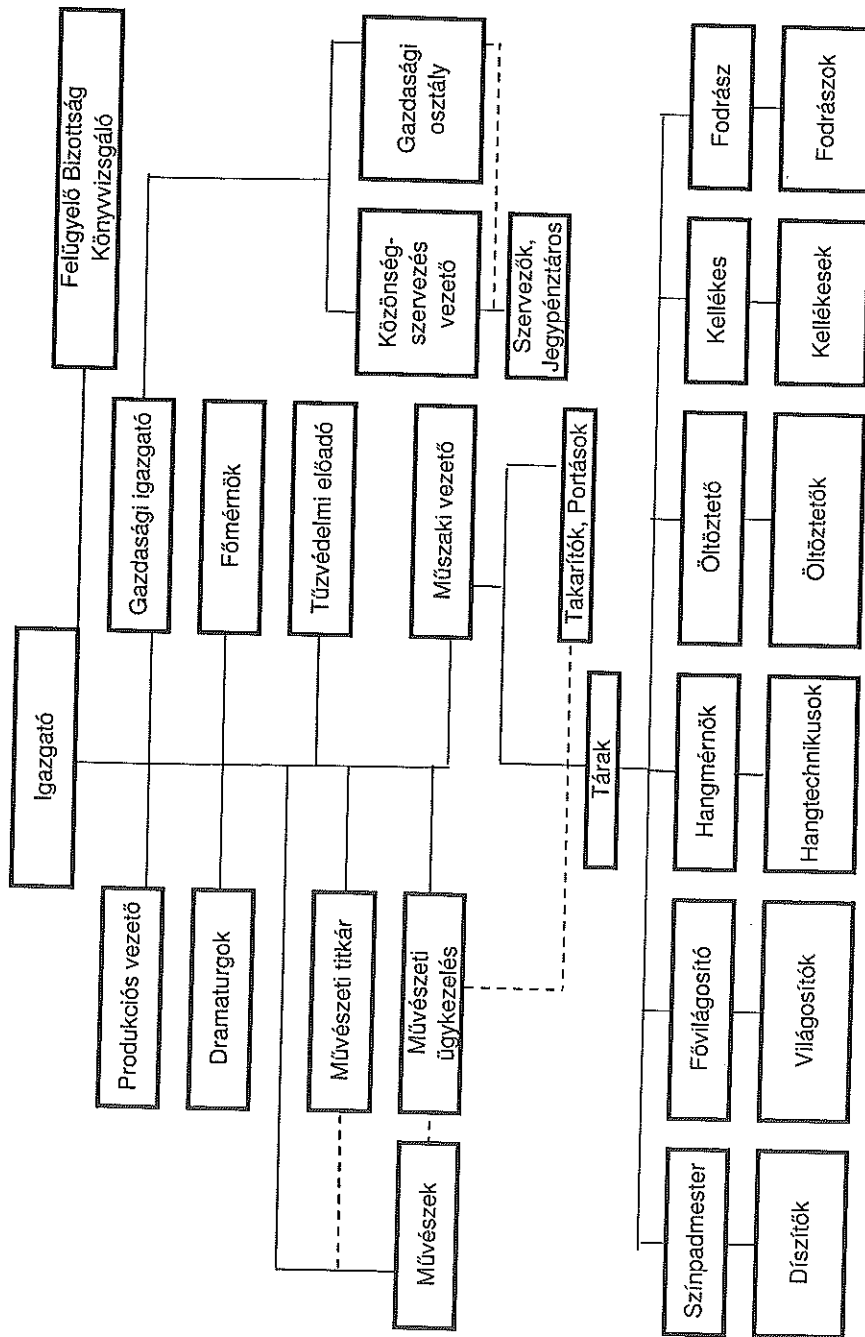 Igazgató
Felügyelő Bizottság
Könyvvizsgáló
Produkciós vezető
Gazdasági igazgató
Dramaturgok
Főmérnök
Művészeti titkár
Tűzvédelmi előadó
Közönség-
szervezés
vezető
Gazdasági
osztály
Művészek
Művészeti
ügykezelés
Műszaki vezető
Szervezők,
Jegypénztáros
Takarítók, Portások
Tárak
Színpadmester
Fővilágosító
Hangmérnök
Öltöztető
Kellékes
Fodrász
Díszítők
Világosítók
Hangtechnikusok
Öltöztetők
Kellékesek
Fodrászok